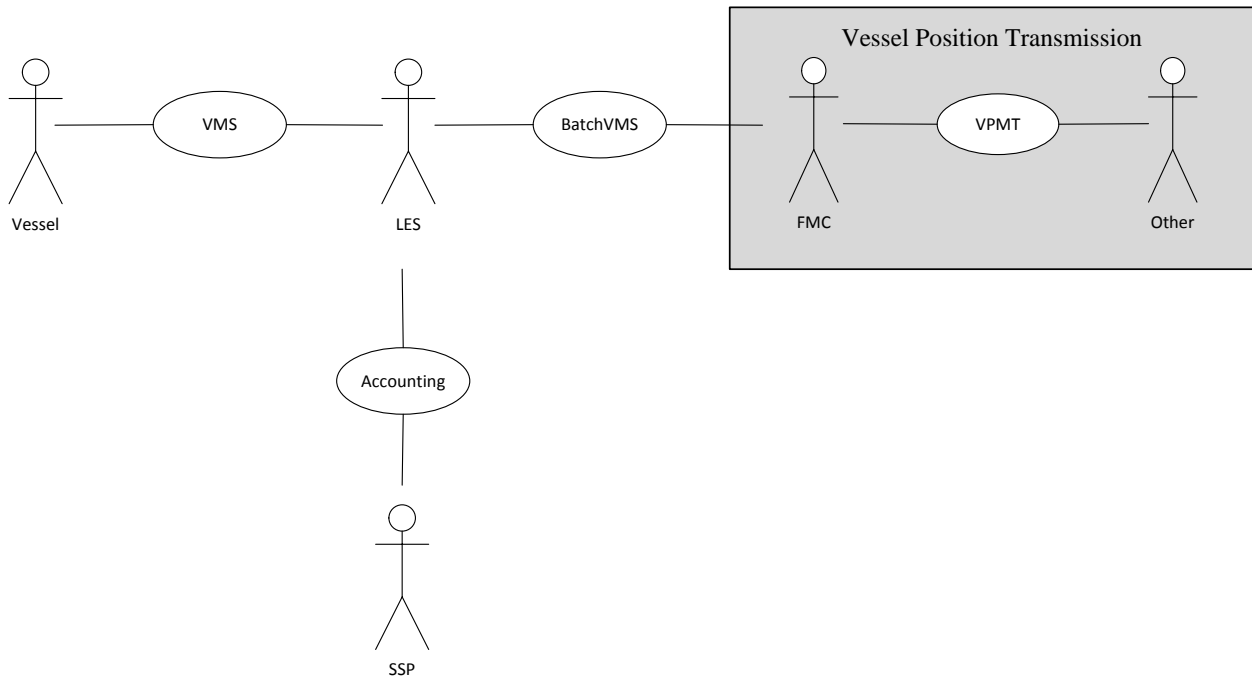 Vessel Position Transmission
VMS
BatchVMS
VPMT
Vessel
LES
FMC
Other
Accounting
SSP